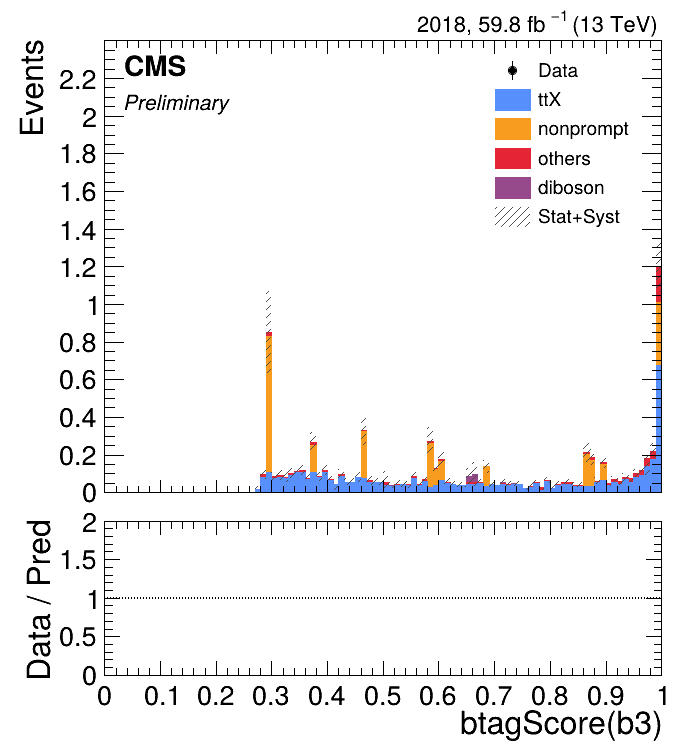 2018, 59.8 fb⁻¹ (13 TeV)
CMS
Preliminary
Data
ttX
nonprompt
others
diboson
Stat+Syst
Events
2.2
2
1.8
1.6
1.4
1.2
1
0.8
0.6
0.4
0.2
0
Data / Pred
2
1.5
1
0.5
0
0 0.1 0.2 0.3 0.4 0.5 0.6 0.7 0.8 0.9 1
btagScore(b3)